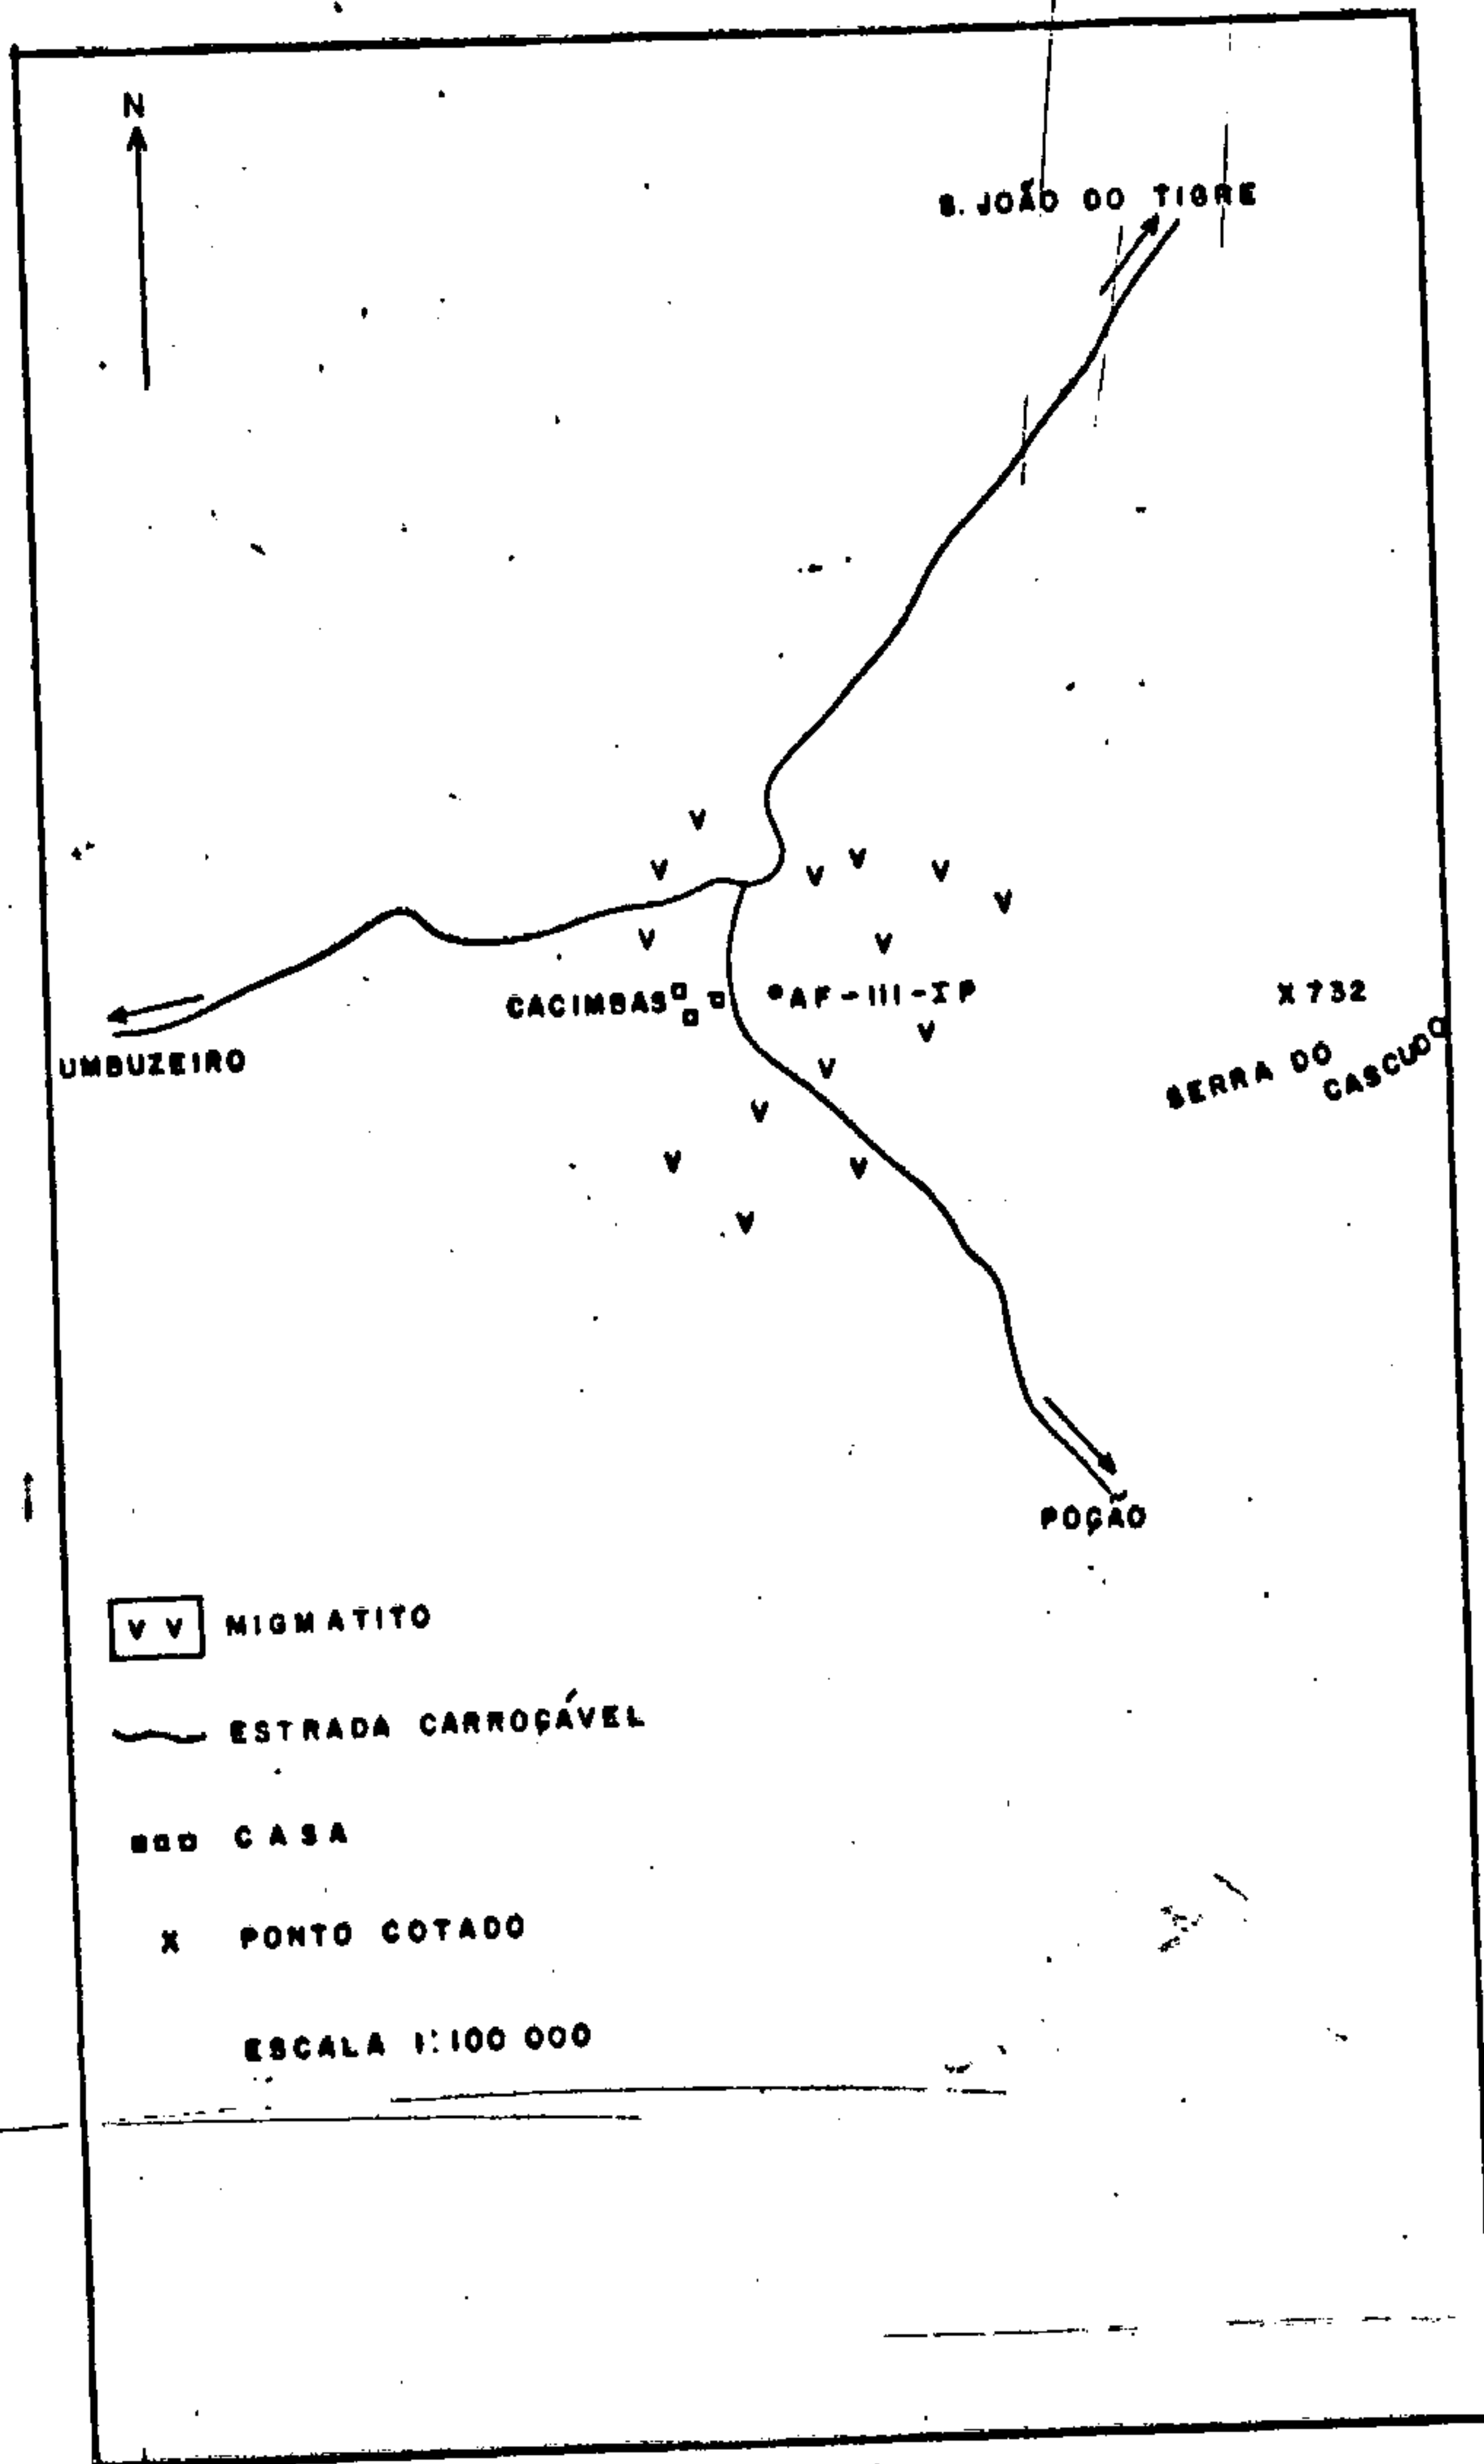 N
S. JOÃO DO TIGRE
CACIMBAS
AF-III-IP
X 732
UMBUZEIRO
SERRA DO
CASCUDO
POÇÃO
V V MIGMATITO
ESTRADA CARROÇÁVEL
CASA
X PONTO COTADO
ESCALA 1:100 000